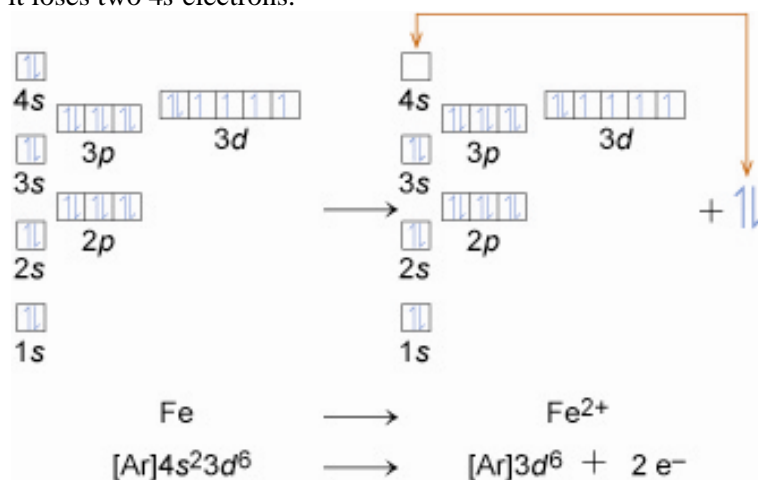 it loses two 4s electrons.
4s 4s
3p 3d 3p 3d
3s 3s
+
2p 2p
2s 2s
1s 1s
Fe ⟶ Fe2+
[Ar]4s23d6 ⟶ [Ar]3d6 + 2 e–